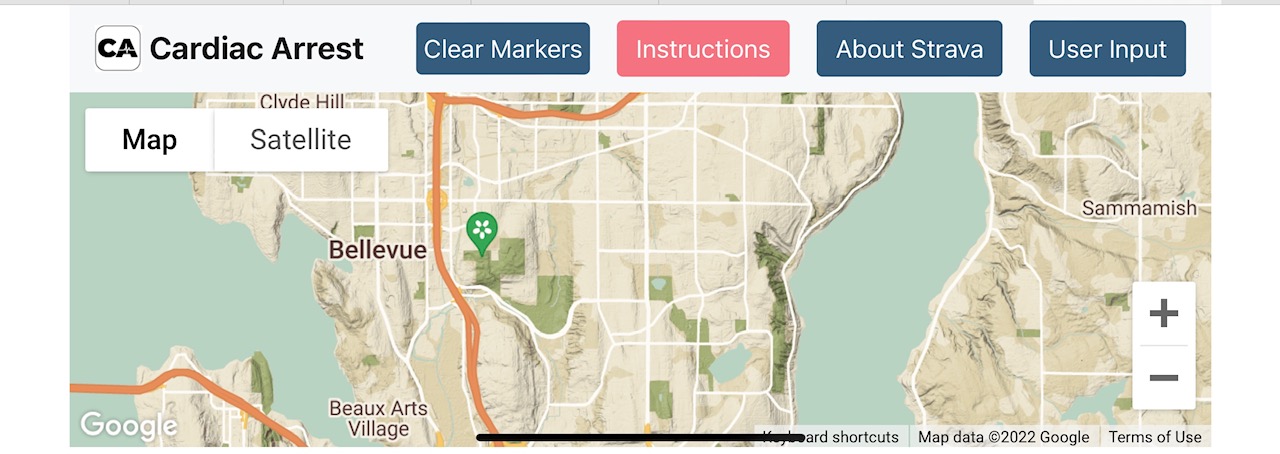 CA Cardiac Arrest
Clear Markers
Instructions
About Strava
User Input
Clyde Hill
Map
Satellite
Sammamish
Bellevue
Beaux Arts
Village
Google
Keyboard shortcuts
Map data ©2022 Google
Terms of Use